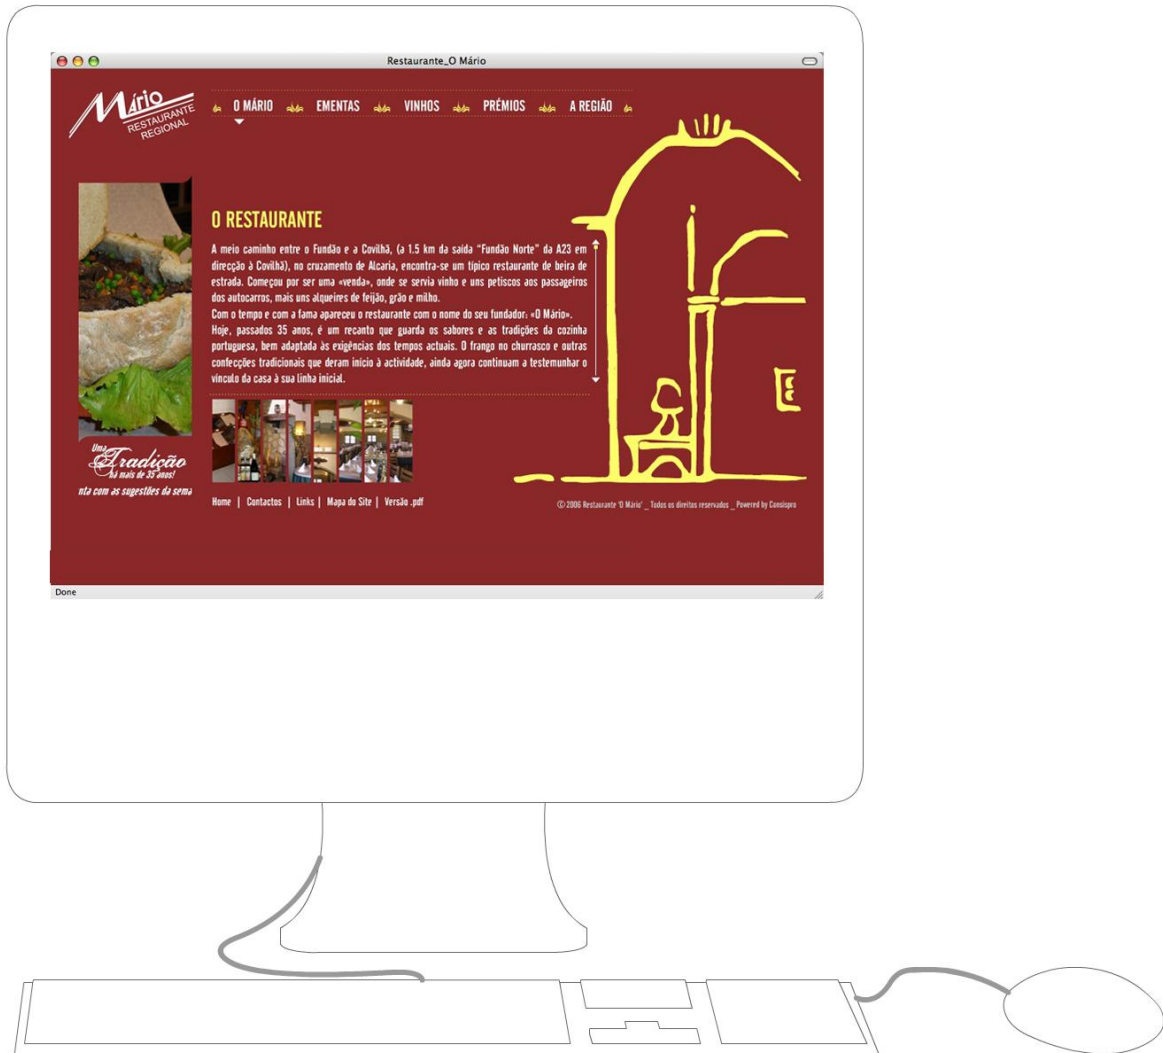 Restaurante_O Mário
Mário
RESTAURANTE
REGIONAL
O MÁRIO EMENTAS VINHOS PRÉMIOS A REGIÃO
O RESTAURANTE
A meio caminho entre o Fundão e a Covilhã, (a 1.5 km da saída “Fundão Norte” da A23 em
direcção à Covilhã), no cruzamento de Alcaria, encontra-se um típico restaurante de beira de
estrada. Começou por ser uma «venda», onde se servia vinho e uns petiscos aos passageiros
dos autocarros, mais uns alqueires de feijão, grão e milho.
Com o tempo e com a fama apareceu o restaurante com o nome do seu fundador: «O Mário».
Hoje, passados 35 anos, é um recanto que guarda os sabores e as tradições da cozinha
portuguesa, bem adaptada às exigências dos tempos actuais. O frango no churrasco e outras
confecções tradicionais que deram início à actividade, ainda agora continuam a testemunhar o
vínculo da casa à sua linha inicial.
Uma
Tradição
há mais de 35 anos!
nta com as sugestões da sema
Home | Contactos | Links | Mapa do Site | Versão .pdf
© 2006 Restaurante 'O Mário' _ Todos os direitos reservados _ Powered by Consispro
Done